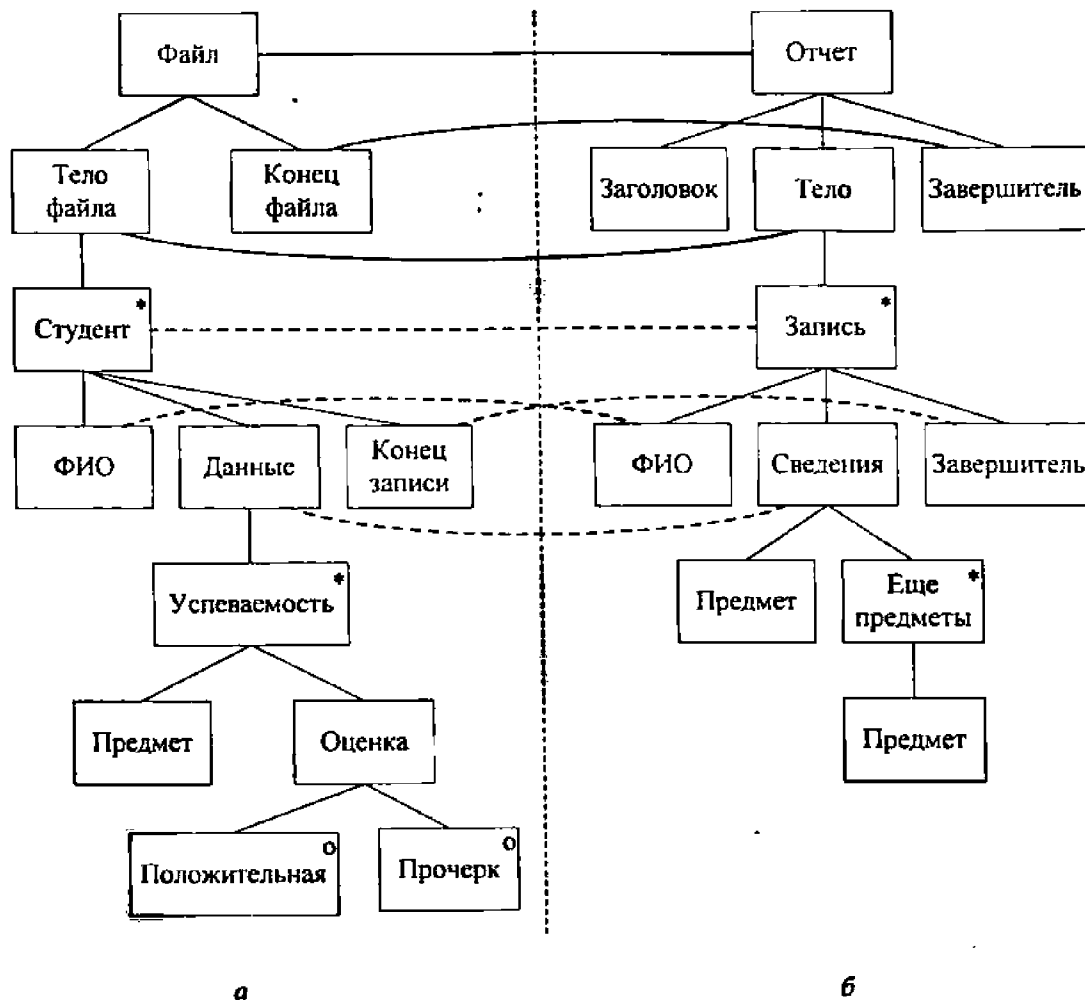 Файл
Отчет
Тело
файла
Конец
файла
Заголовок
Тело
Завершитель
Студент
*
Запись
*
ФИО
Данные
Конец
записи
ФИО
Сведения
Завершитель
Успеваемость
*
Предмет
Еще
предметы
*
Предмет
Оценка
Предмет
Положительная
о
Прочерк
о
а
б